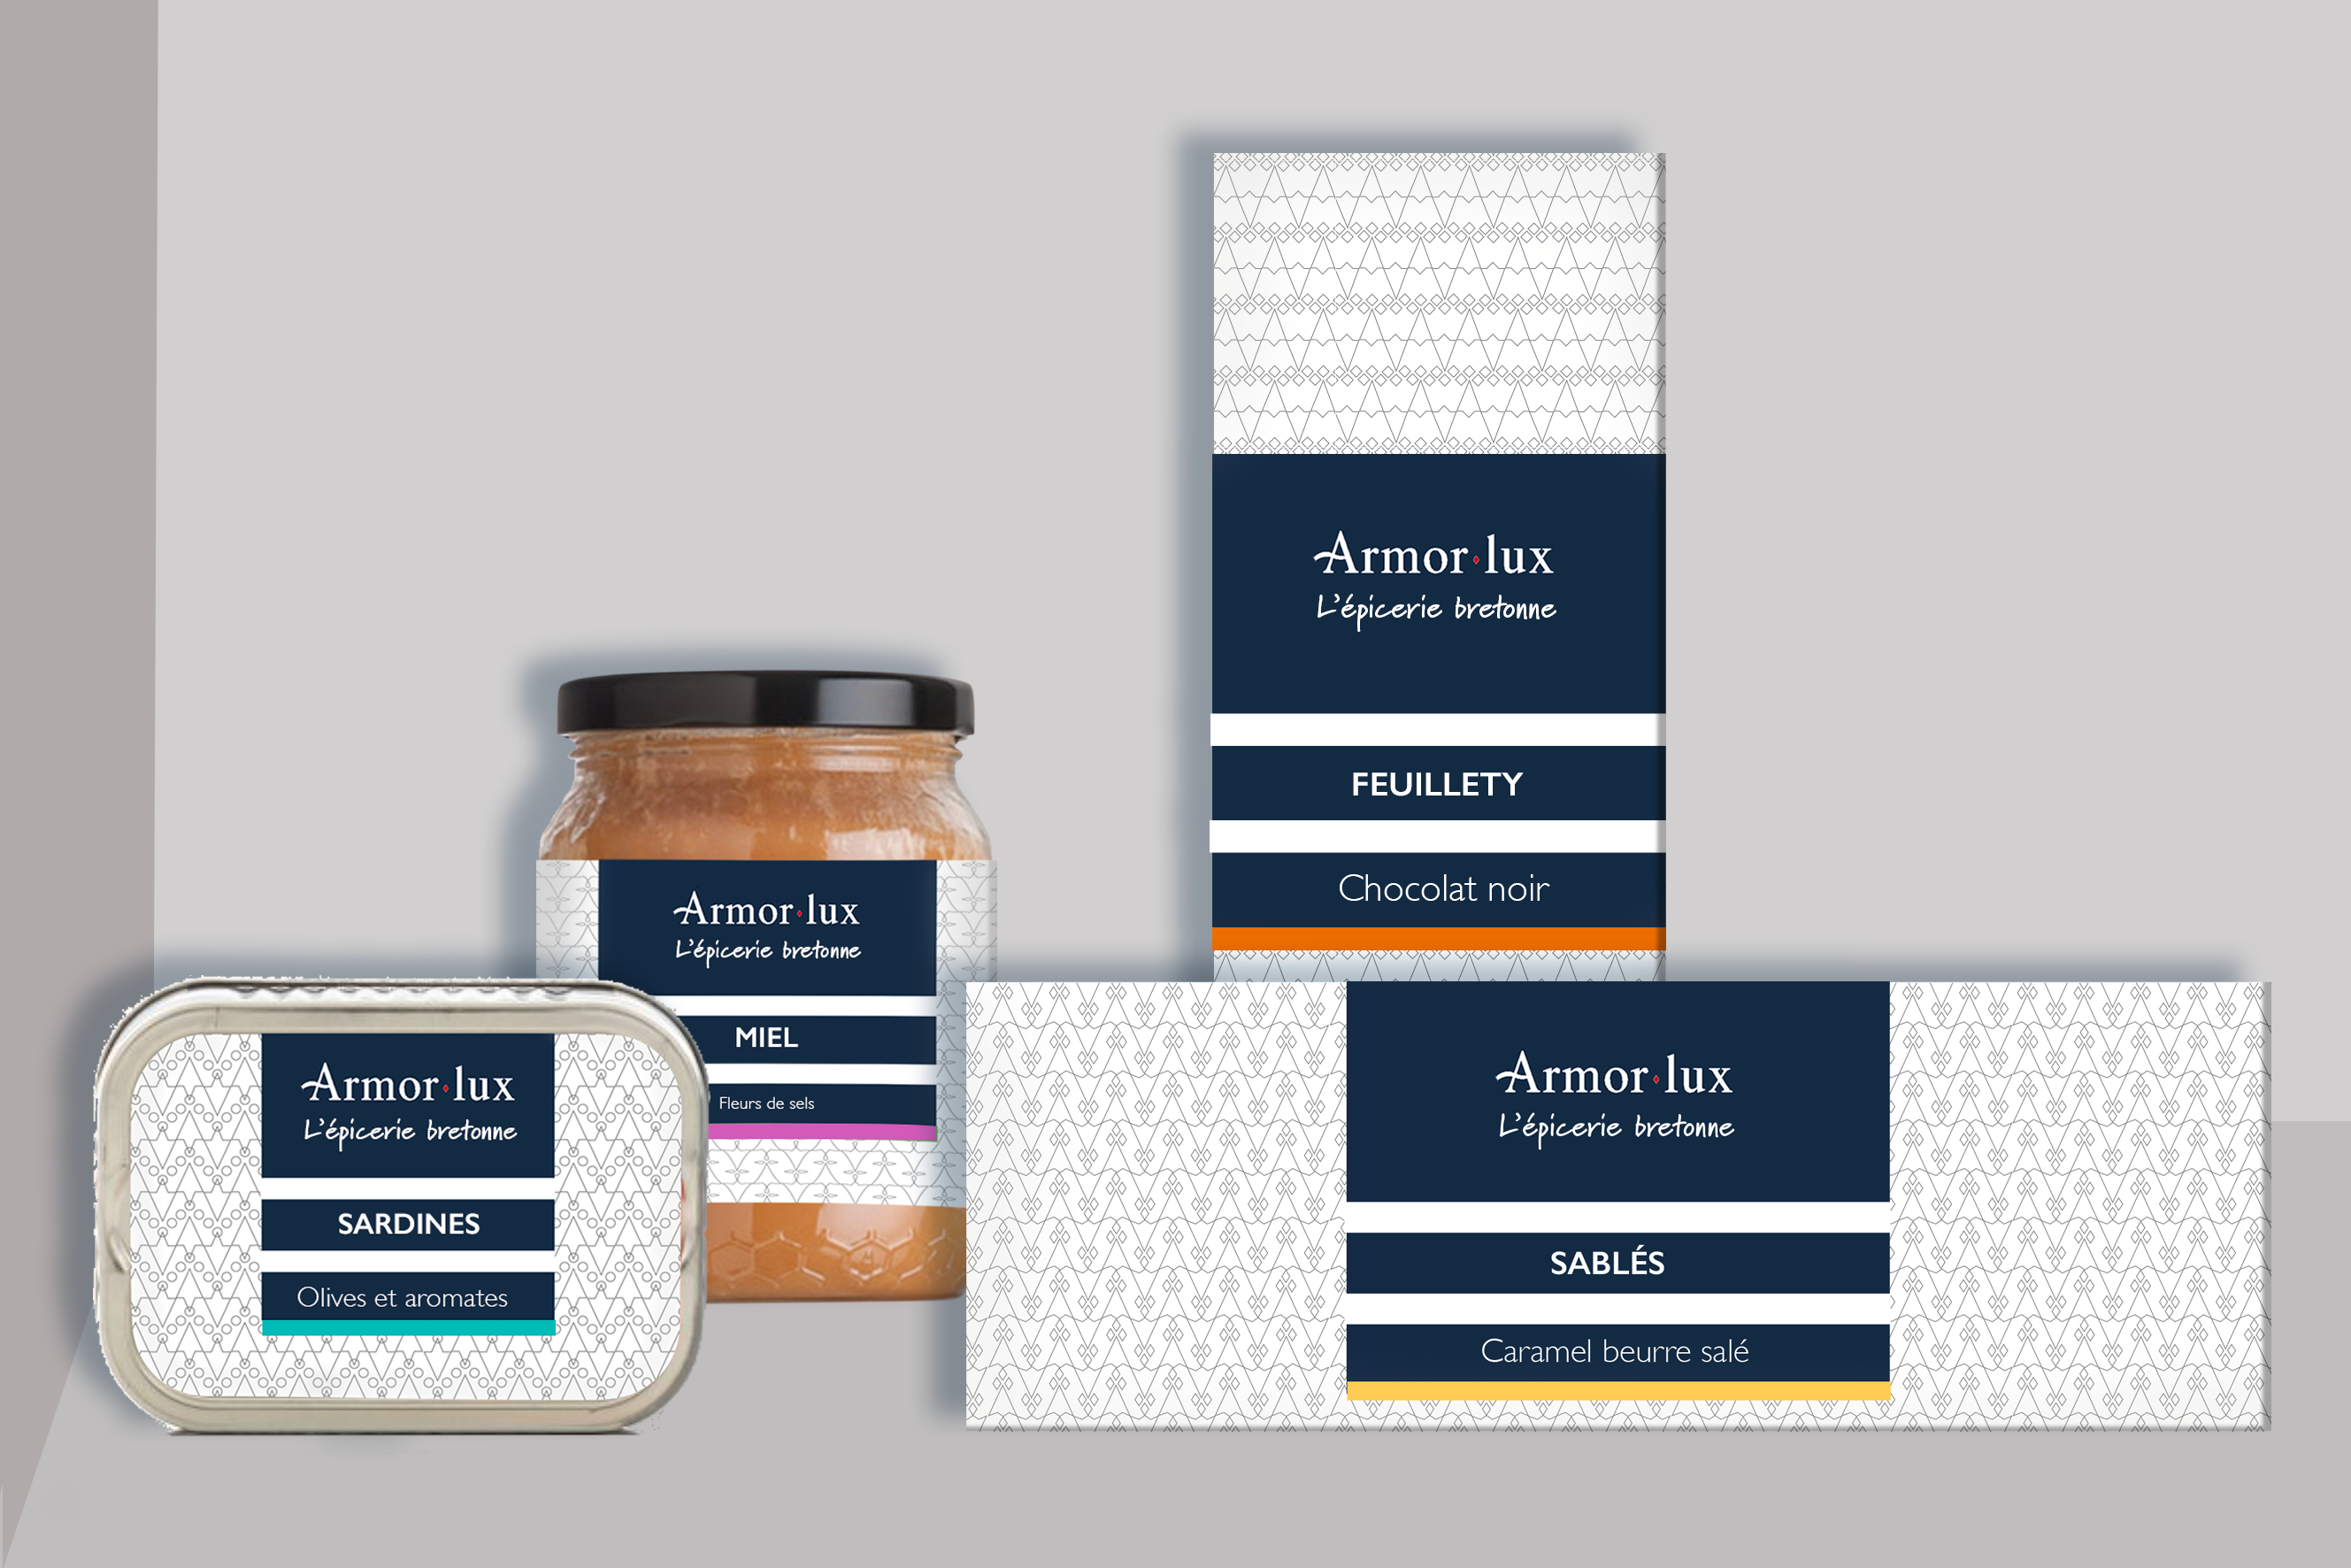 Armor lux
L'épicerie bretonne
FEUILLETY
Chocolat noir
Armor lux
L'épicerie bretonne
MIEL
Fleurs de sels
Armor lux
L'épicerie bretonne
SARDINES
Olives et aromates
Armor lux
L'épicerie bretonne
SABLÉS
Caramel beurre salé